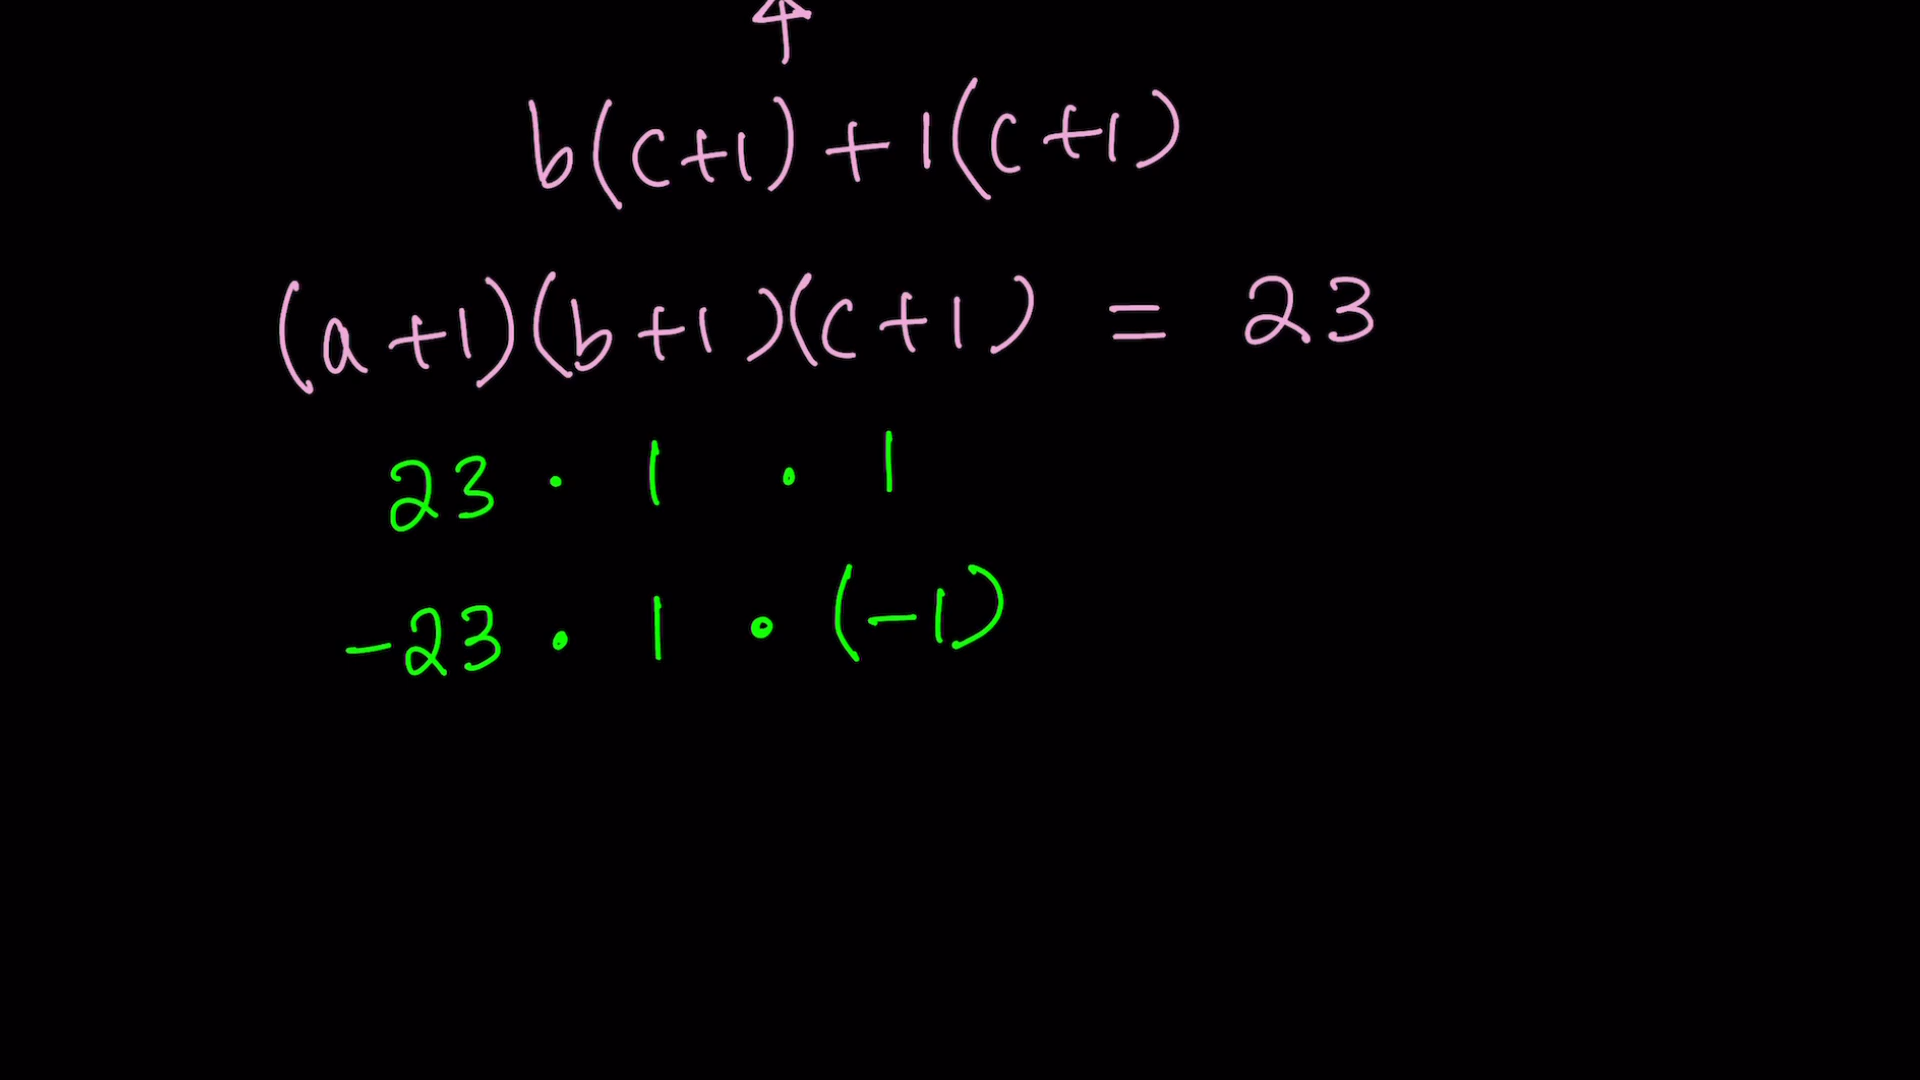 b(c+1)+1(c+1)
(a+1)(b+1)(c+1) = 23
23 · 1 · 1
-23 · 1 · (-1)